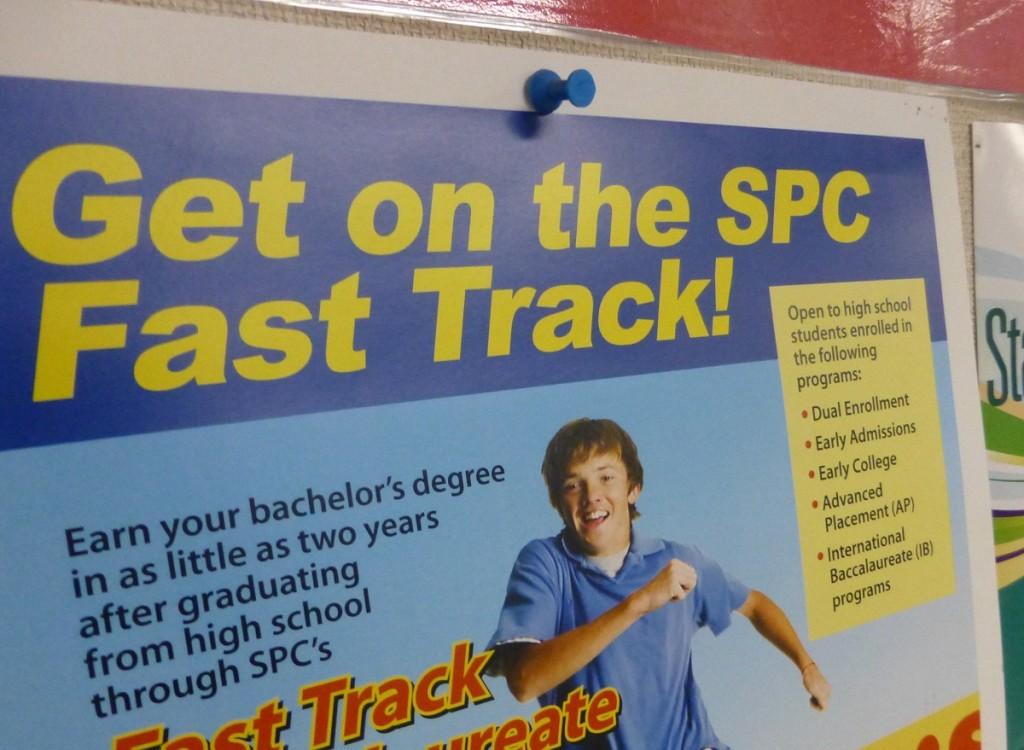 Get on the SPC
Fast Track!
Open to high school
students enrolled in
the following
programs:
• Dual Enrollment
• Early Admissions
• Early College
• Advanced
Placement (AP)
• International
Baccalaureate (IB)
programs
Earn your bachelor's degree
in as little as two years
after graduating
from high school
through SPC's
Fast Track